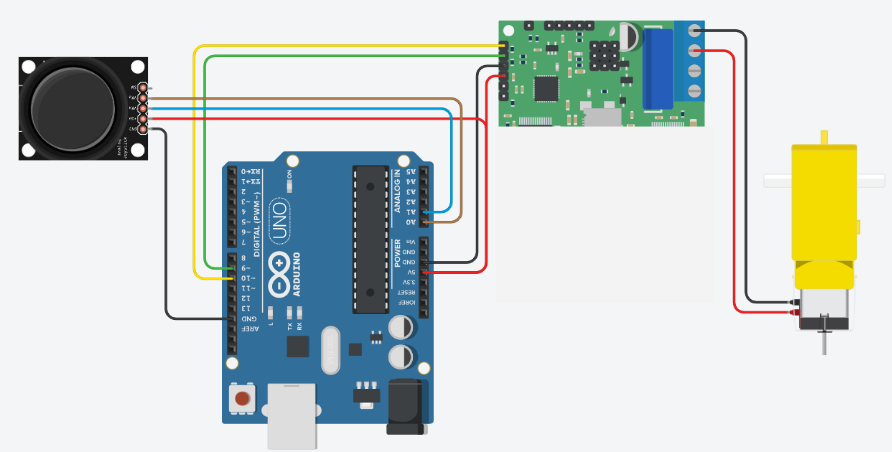 RX←0
TX→1
2
~3
4
~5
~6
7
8
~9
~10
~11
12
13
GND
AREF
DIGITAL (PWM~)
ON
UNO
ARDUINO
L
TX
RX
A5
A4
A3
A2
A1
A0
ANALOG IN
Vin
GND
GND
5V
3.3V
RESET
IOREF
POWER